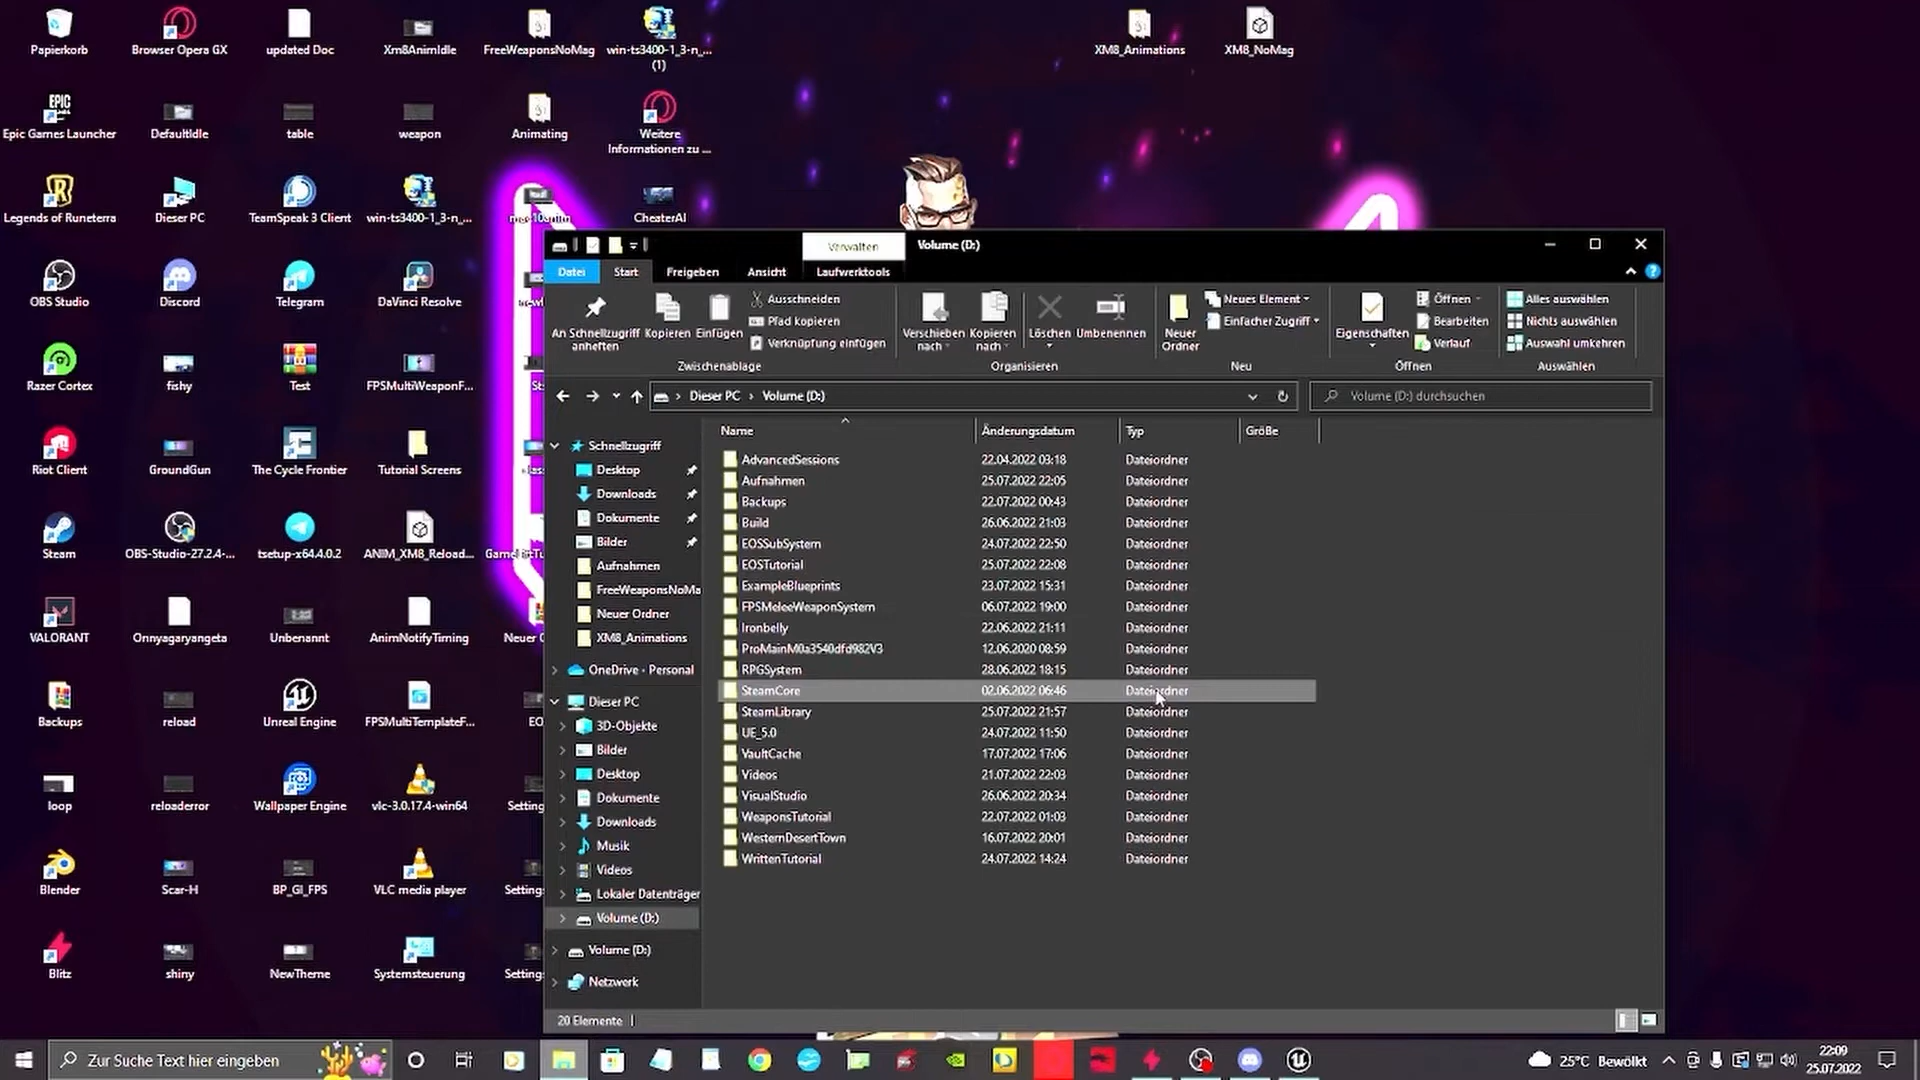 Papierkorb
Browser Opera GX
updated Doc
Xm8AnimIdle
FreeWeaponsNoMag
win-ts3400-1_3-n_...
(1)
XM8_Animations
XM8_NoMag
EPIC
GAMES
Epic Games Launcher
DefaultIdle
table
weapon
Animating
Weitere
Informationen zu ...
Legends of Runeterra
Dieser PC
TeamSpeak 3 Client
win-ts3400-1_3-n_...
CheaterAI
OBS Studio
Discord
Telegram
DaVinci Resolve
Razer Cortex
fishy
Test
FPSMultiWeaponF...
Riot Client
GroundGun
The Cycle Frontier
Tutorial Screens
Steam
OBS-Studio-27.2.4-...
tsetup-x64.4.0.2
ANIM_XM8_Reload...
VALORANT
Onnyagaryangeta
Unbenannt
AnimNotifyTiming
Neuer O
Backups
reload
Unreal Engine
FPSMultiTemplateF...
EO
loop
reloaderror
Wallpaper Engine
vlc-3.0.17.4-win64
Setting
Blender
Scar-H
BP_GI_FPS
VLC media player
Setting
Blitz
shiny
NewTheme
Systemsteuerung
Setting
Verwalten
Volume (D:)
Datei
Start
Freigeben
Ansicht
Laufwerktools
An Schnellzugriff
anheften
Kopieren
Einfügen
Ausschneiden
Pfad kopieren
Verknüpfung einfügen
Zwischenablage
Verschieben
nach
Kopieren
nach
Löschen
Umbenennen
Organisieren
Neuer
Ordner
Neues Element
Einfacher Zugriff
Neu
Eigenschaften
Öffnen
Bearbeiten
Verlauf
Öffnen
Alles auswählen
Nichts auswählen
Auswahl umkehren
Auswählen
Dieser PC > Volume (D:)
Volume (D:) durchsuchen
Schnellzugriff
Desktop
Downloads
Dokumente
Bilder
Aufnahmen
FreeWeaponsNoMa
Neuer Ordner
XM8_Animations
OneDrive - Personal
Dieser PC
3D-Objekte
Bilder
Desktop
Dokumente
Downloads
Musik
Videos
Lokaler Datenträger
Volume (D:)
Volume (D:)
Netzwerk
Name Änderungsdatum Typ Größe
AdvancedSessions 22.04.2022 03:18 Dateiordner
Aufnahmen 25.07.2022 22:05 Dateiordner
Backups 22.07.2022 00:43 Dateiordner
Build 26.06.2022 21:03 Dateiordner
EOSSubSystem 24.07.2022 22:50 Dateiordner
EOSTutorial 25.07.2022 22:08 Dateiordner
ExampleBlueprints 23.07.2022 15:31 Dateiordner
FPSMeleeWeaponSystem 06.07.2022 19:00 Dateiordner
Ironbelly 22.06.2022 21:11 Dateiordner
ProMainM0a3540dfd982V3 12.06.2020 08:59 Dateiordner
RPGSystem 28.06.2022 18:15 Dateiordner
SteamCore 02.06.2022 06:46 Dateiordner
SteamLibrary 25.07.2022 21:57 Dateiordner
UE_5.0 24.07.2022 11:50 Dateiordner
VaultCache 17.07.2022 17:06 Dateiordner
Videos 21.07.2022 22:03 Dateiordner
VisualStudio 26.06.2022 20:34 Dateiordner
WeaponsTutorial 22.07.2022 01:03 Dateiordner
WesternDesertTown 16.07.2022 20:01 Dateiordner
WrittenTutorial 24.07.2022 14:24 Dateiordner
20 Elemente
Zur Suche Text hier eingeben
25°C Bewölkt
22:09
25.07.2022